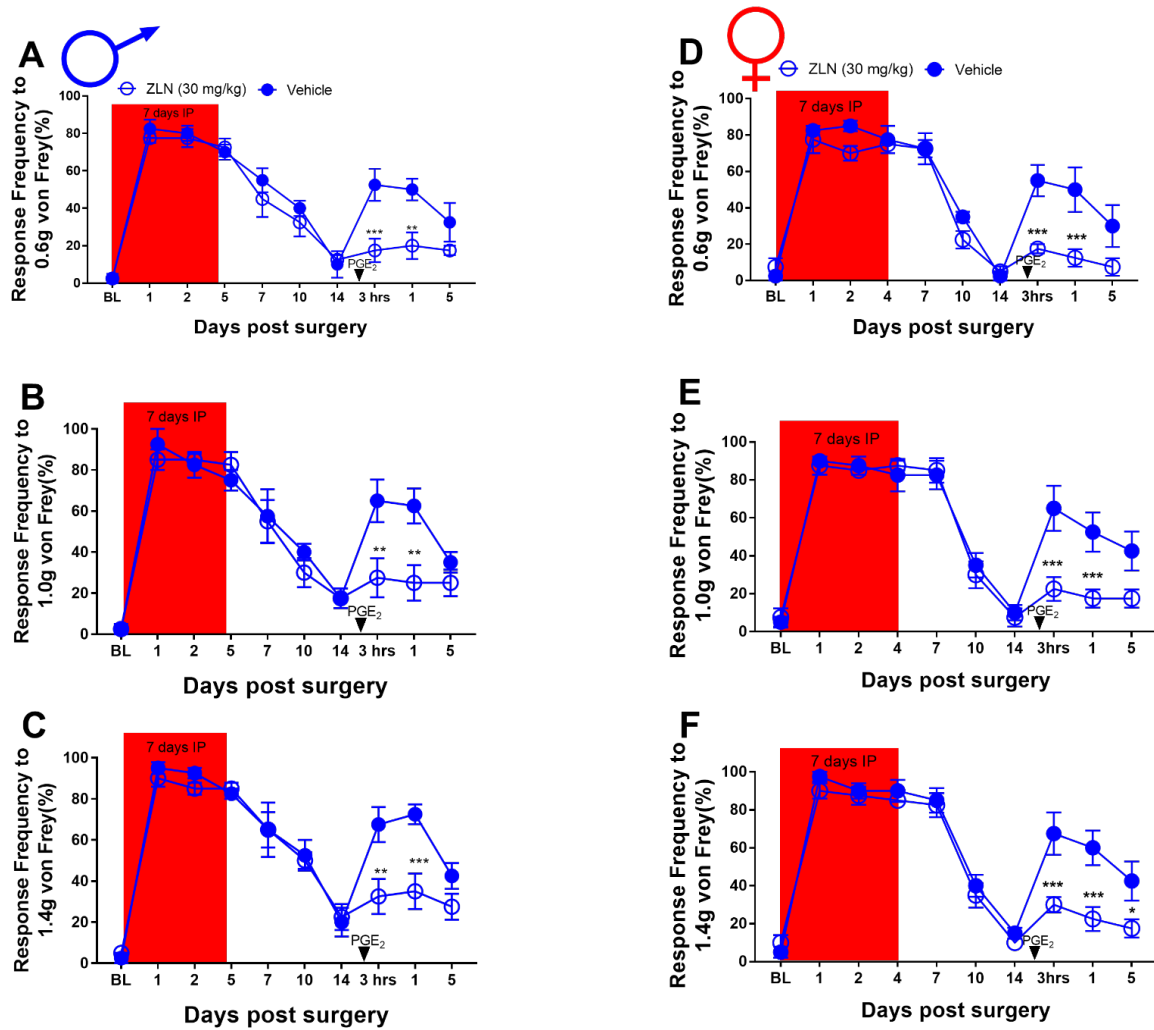 A
ZLN (30 mg/kg) Vehicle
Response Frequency to
0.6g von Frey(%)
100
80
60
40
20
0
7 days IP
***
**
PGE2
BL 1 2 5 7 10 14 3 hrs 1 5
Days post surgery
B
Response Frequency to
1.0g von Frey(%)
100
80
60
40
20
0
7 days IP
**
**
PGE2
BL 1 2 5 7 10 14 3 hrs 1 5
Days post surgery
C
Response Frequency to
1.4g von Frey(%)
100
80
60
40
20
0
7 days IP
**
***
PGE2
BL 1 2 5 7 10 14 3 hrs 1 5
Days post surgery
D
ZLN (30 mg/kg) Vehicle
Response Frequency to
0.6g von Frey(%)
100
80
60
40
20
0
7 days IP
***
***
PGE2
BL 1 2 4 7 10 14 3hrs 1 5
Days post surgery
E
Response Frequency to
1.0g von Frey(%)
100
80
60
40
20
0
7 days IP
***
***
PGE2
BL 1 2 4 7 10 14 3hrs 1 5
Days post surgery
F
Response Frequency to
1.4g von Frey(%)
100
80
60
40
20
0
7 days IP
***
***
*
PGE2
BL 1 2 4 7 10 14 3hrs 1 5
Days post surgery